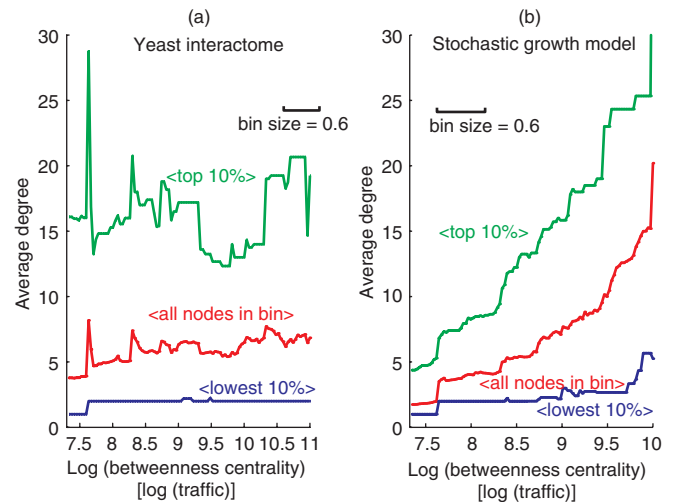 (a)
Yeast interactome
30
25
20
15
10
5
0
Average degree
bin size = 0.6
<top 10%>
<all nodes in bin>
<lowest 10%>
7.5 8 8.5 9 9.5 10 10.5 11
Log (betweenness centrality)
[log (traffic)]
(b)
Stochastic growth model
30
25
20
15
10
5
0
Average degree
bin size = 0.6
<top 10%>
<all nodes in bin>
<lowest 10%>
7.5 8 8.5 9 9.5 10
Log (betweenness centrality)
[log (traffic)]